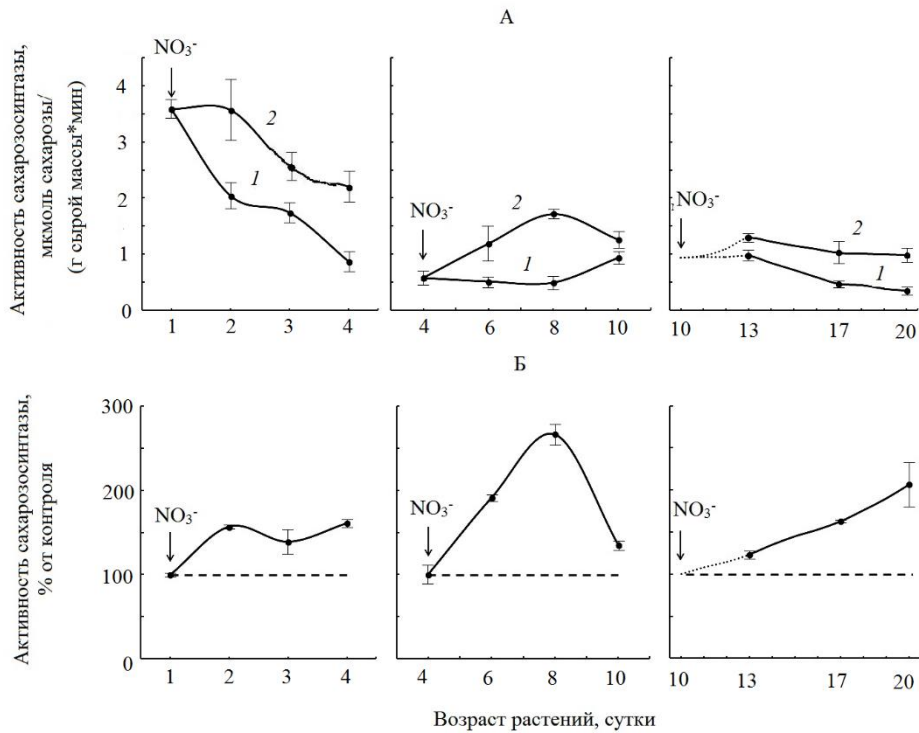 А
Активность сахарозосинтазы,
мкмоль сахарозы/
(г сырой массы*мин)
4
3
2
1
0
NO₃⁻
2
1
1 2 3 4
NO₃⁻
2
1
4 6 8 10
NO₃⁻
2
1
10 13 17 20
Б
Активность сахарозосинтазы,
% от контроля
300
200
100
0
NO₃⁻
1 2 3 4
NO₃⁻
4 6 8 10
NO₃⁻
10 13 17 20
Возраст растений, сутки